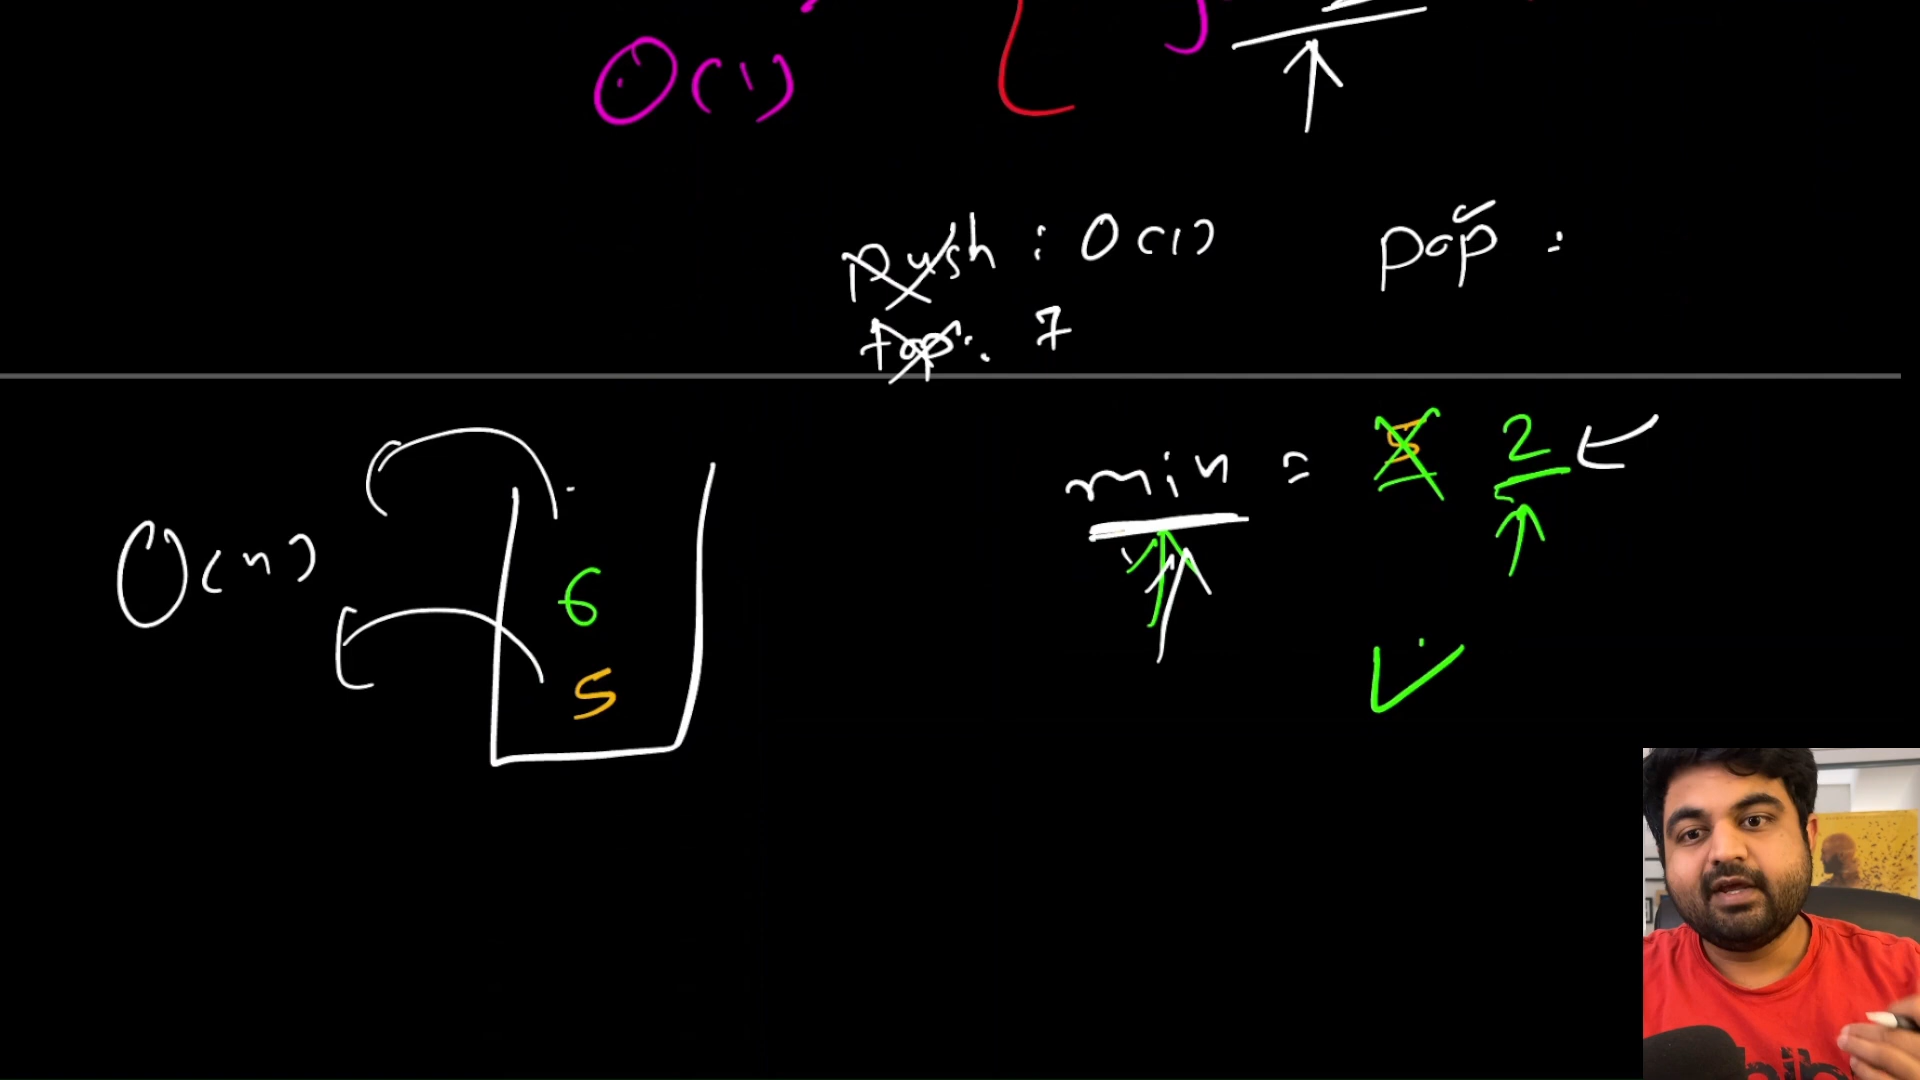 O(1)
push : O(1) pop :
top : 7
min = 5 2
O(n)
6
5